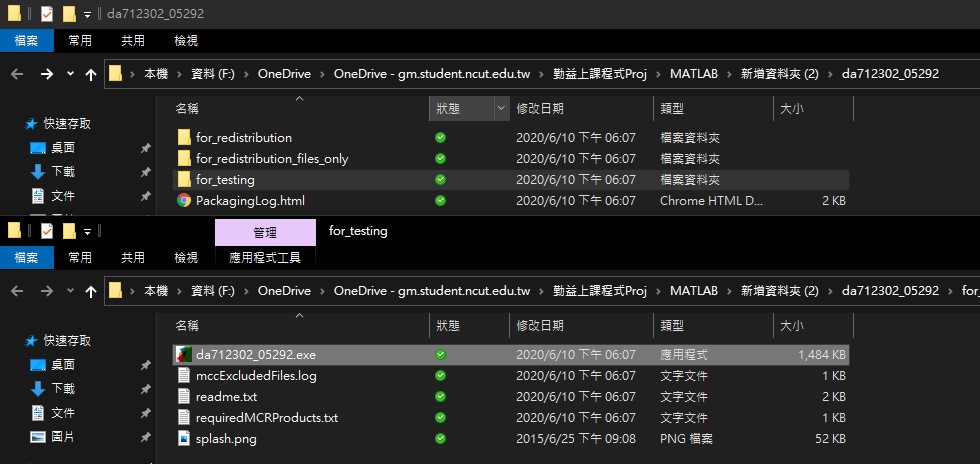 da712302_05292
檔案 常用 共用 檢視
本機 資料 (F:) OneDrive OneDrive - gm.student.ncut.edu.tw 勤益上課程式Proj MATLAB 新增資料夾 (2) da712302_05292
名稱 狀態 修改日期 類型 大小
快速存取
桌面
下載
文件
for_redistribution 2020/6/10 下午 06:07 檔案資料夾
for_redistribution_files_only 2020/6/10 下午 06:07 檔案資料夾
for_testing 2020/6/10 下午 06:07 檔案資料夾
PackagingLog.html 2020/6/10 下午 06:07 Chrome HTML D... 2 KB
管理 for_testing
檔案 常用 共用 檢視 應用程式工具
本機 資料 (F:) OneDrive OneDrive - gm.student.ncut.edu.tw 勤益上課程式Proj MATLAB 新增資料夾 (2) da712302_05292 for_
名稱 狀態 修改日期 類型 大小
快速存取
桌面
下載
文件
圖片
da712302_05292.exe 2020/6/10 下午 06:07 應用程式 1,484 KB
mccExcludedFiles.log 2020/6/10 下午 06:07 文字文件 1 KB
readme.txt 2020/6/10 下午 06:07 文字文件 2 KB
requiredMCRProducts.txt 2020/6/10 下午 06:07 文字文件 1 KB
splash.png 2015/6/25 下午 09:08 PNG 檔案 52 KB